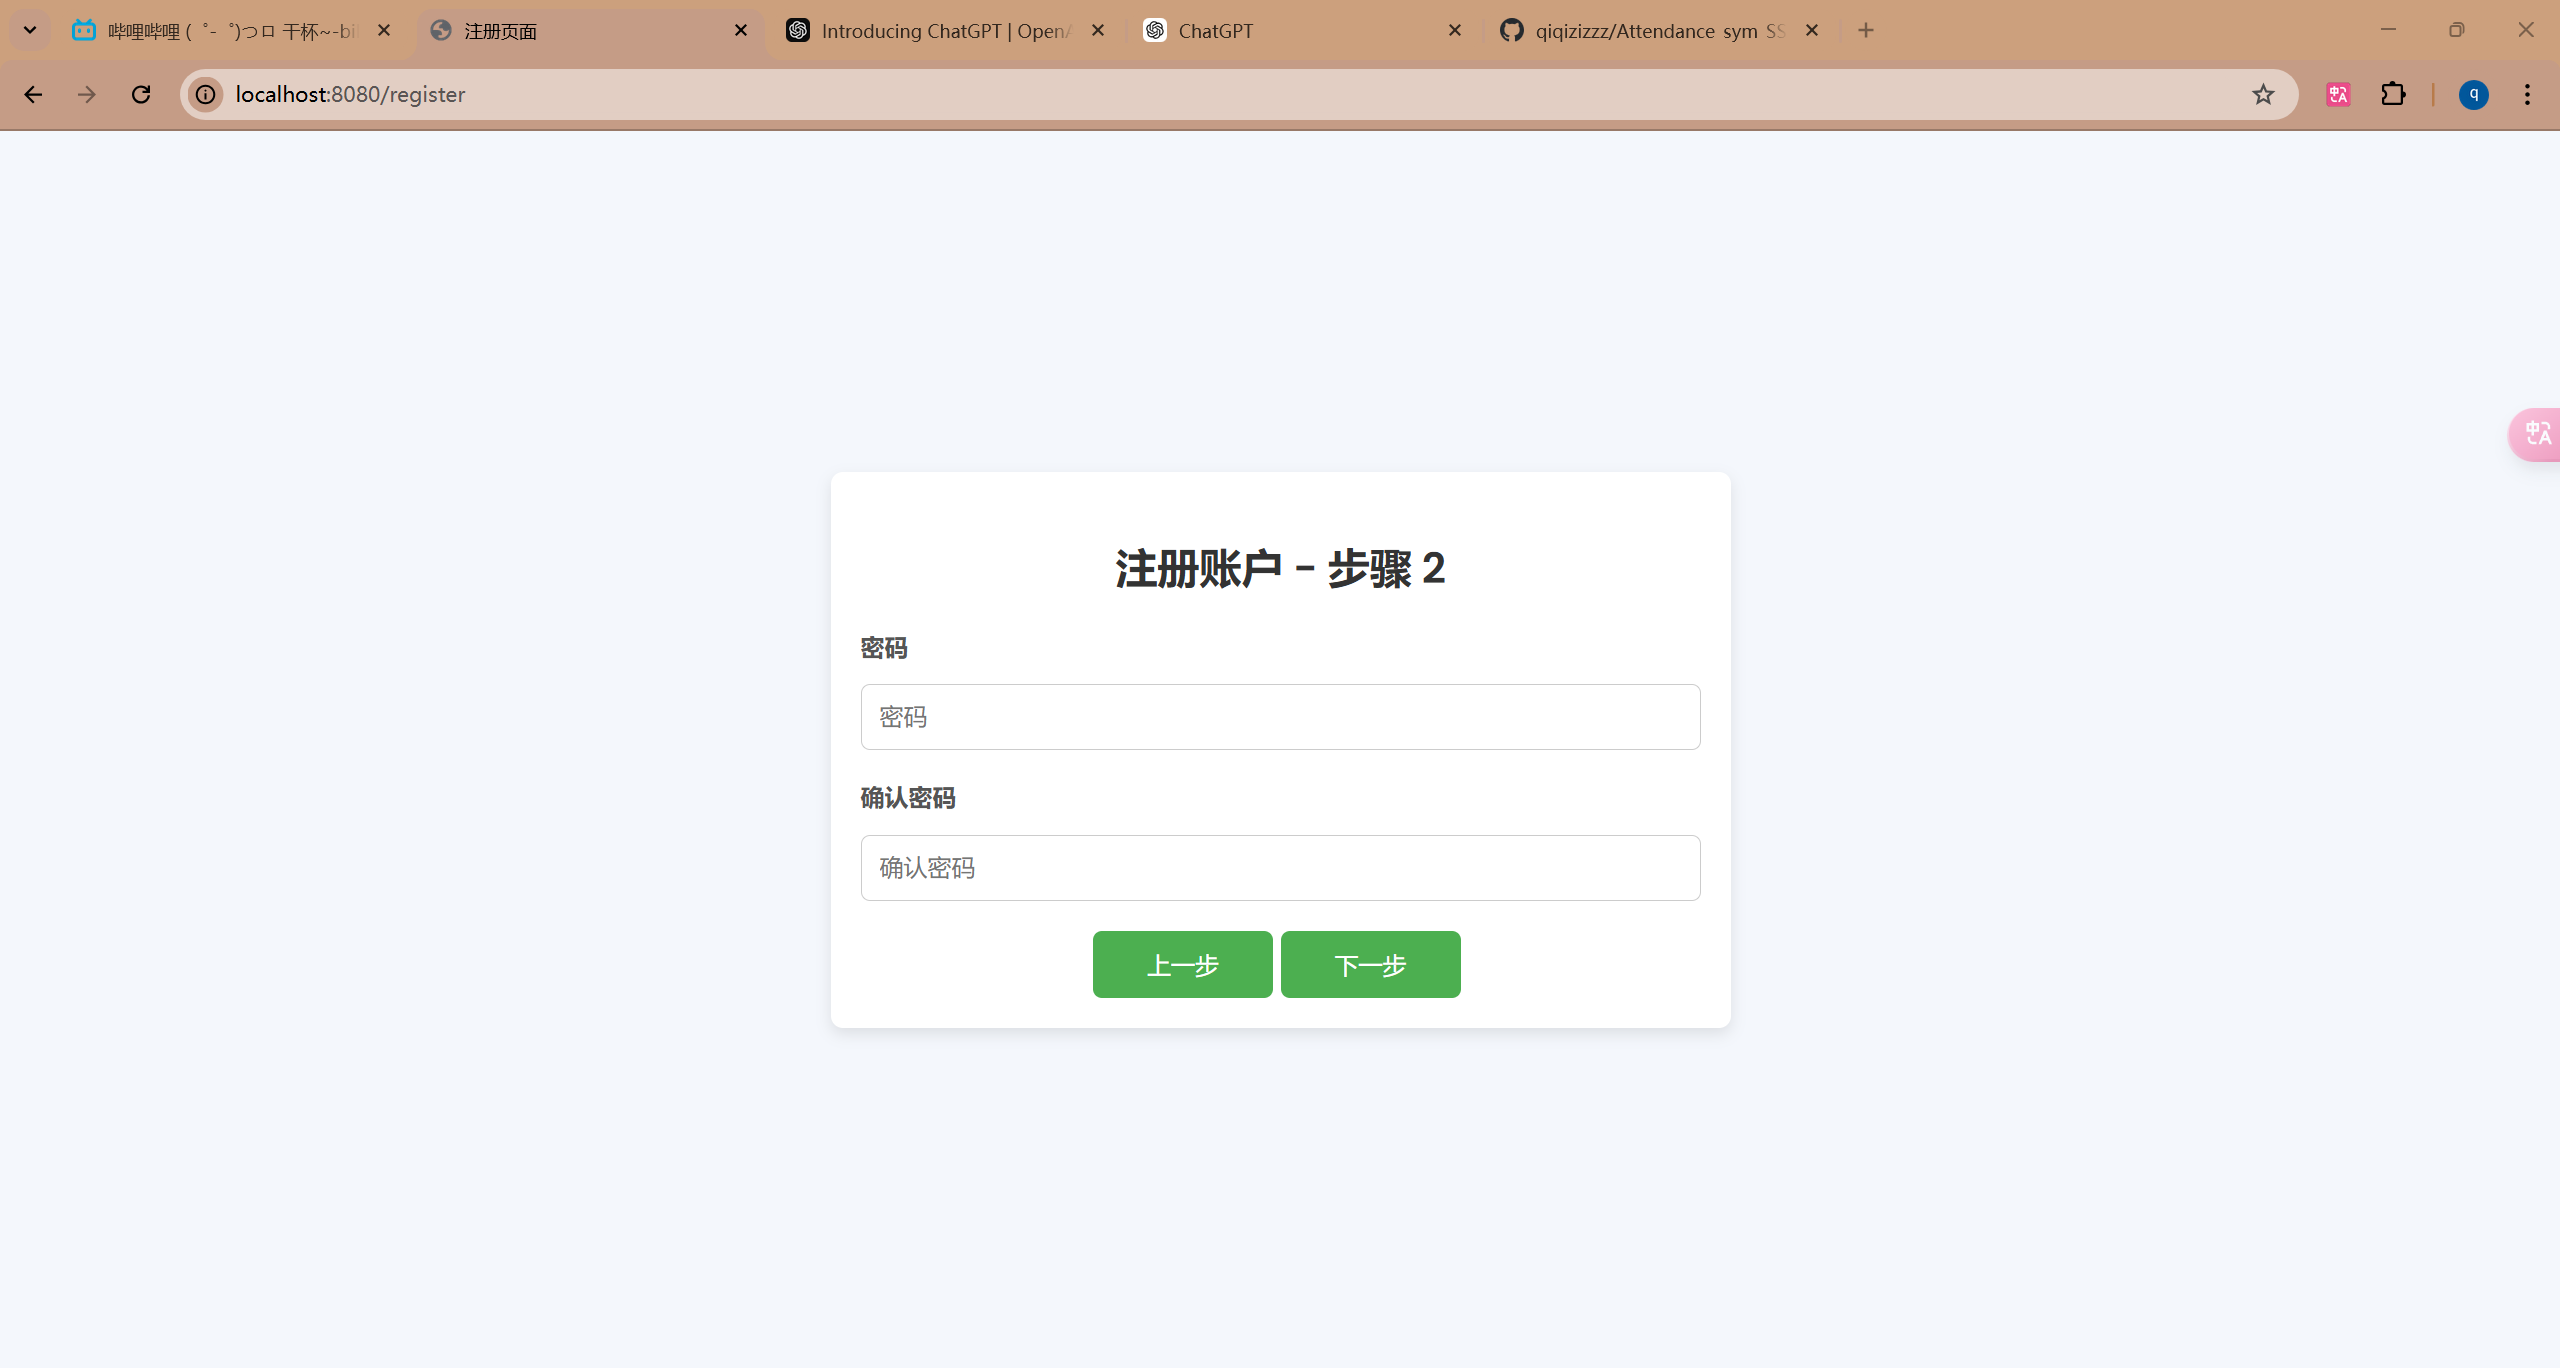 哔哩哔哩 ( ゜- ゜)つロ 干杯~-bi
注册页面
Introducing ChatGPT | OpenA
ChatGPT
qiqizizzz/Attendance sym SS
localhost:8080/register
q
注册账户 - 步骤 2
密码
密码
确认密码
确认密码
上一步 下一步